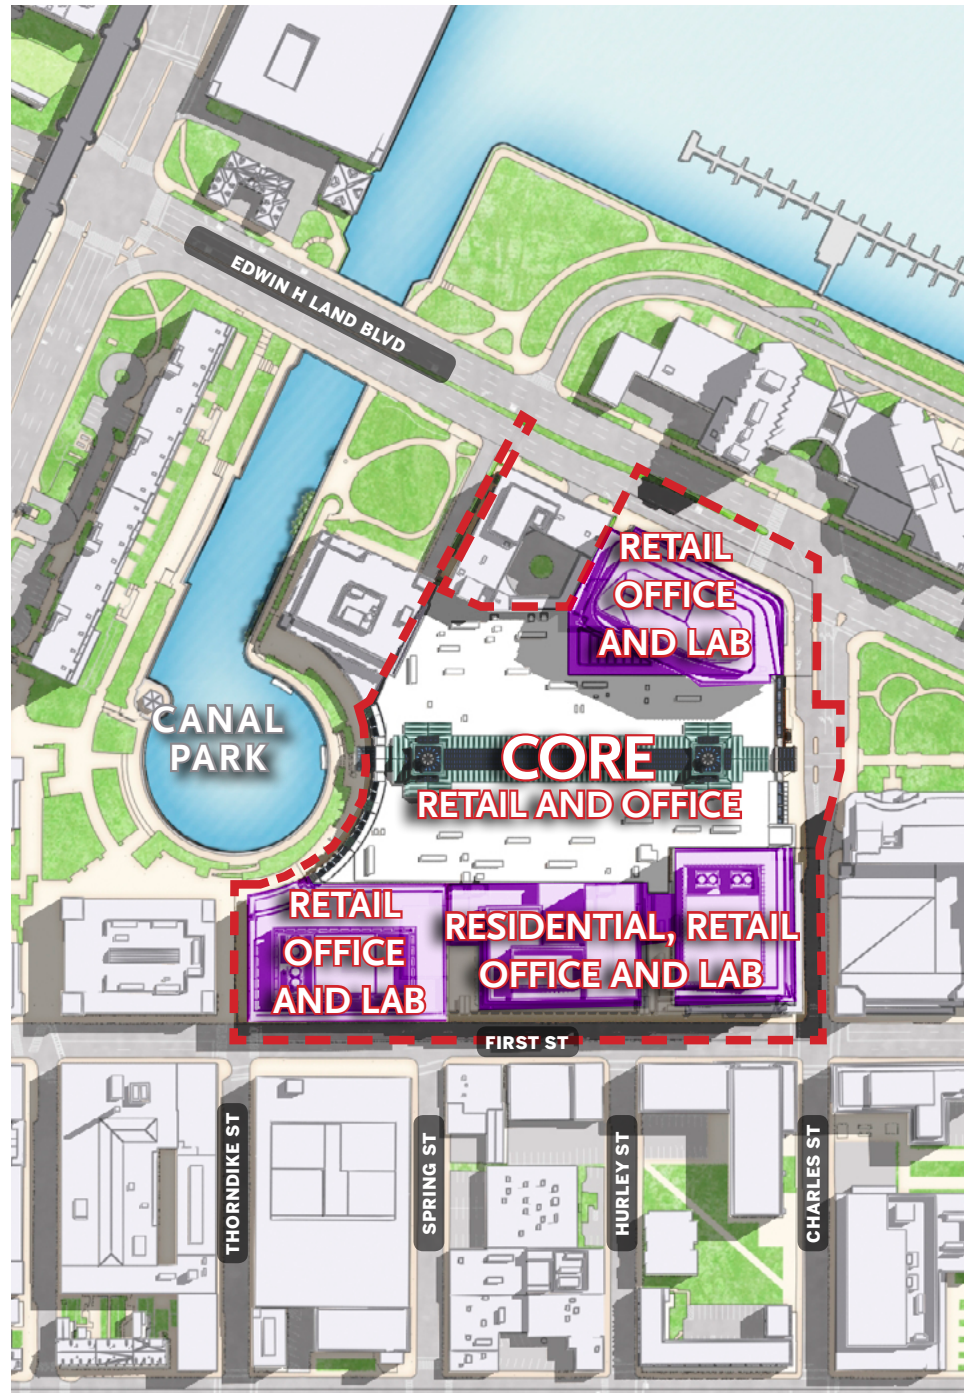 EDWIN H LAND BLVD
RETAIL
OFFICE
AND LAB
CANAL
PARK
CORE
RETAIL AND OFFICE
RETAIL
OFFICE
AND LAB
RESIDENTIAL, RETAIL
OFFICE AND LAB
FIRST ST
THORNDIKE ST
SPRING ST
HURLEY ST
CHARLES ST